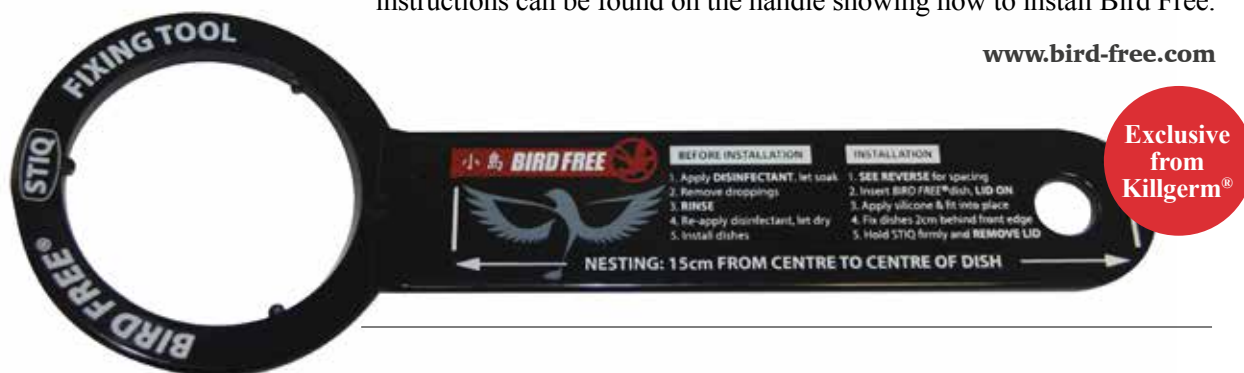 instructions can be found on the handle showing how to install Bird Free.
www.bird-free.com
Exclusive
from
Killgerm®
FIXING TOOL
STIQ
BIRD FREE®
小 鳥 BIRD FREE
BEFORE INSTALLATION
1. Apply DISINFECTANT, let soak
2. Remove droppings
3. RINSE
4. Re-apply disinfectant, let dry
5. Install dishes
INSTALLATION
1. SEE REVERSE for spacing
2. Insert BIRD FREE® dish, LID ON
3. Apply silicone & fit into place
4. Fix dishes 2cm behind front edge
5. Hold STIQ firmly and REMOVE LID
NESTING: 15cm FROM CENTRE TO CENTRE OF DISH